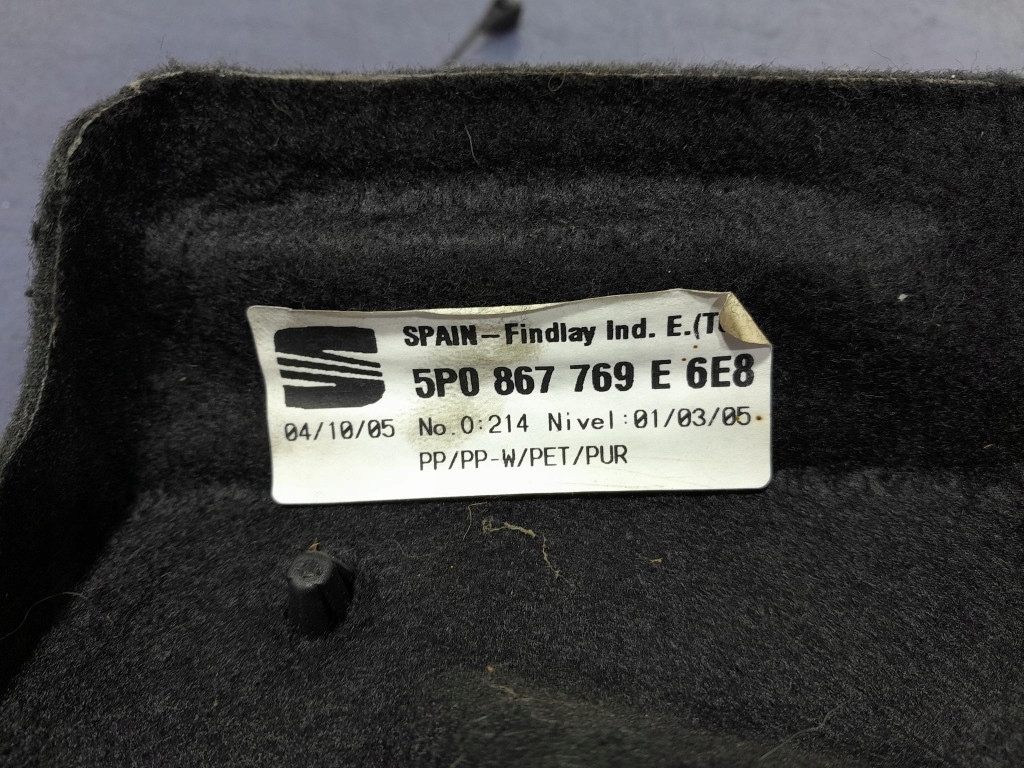 SPAIN-Findlay Ind. E.(T
5P0 867 769 E 6E8
04/10/05 No.O:214 Nivel:01/03/05
PP/PP-W/PET/PUR